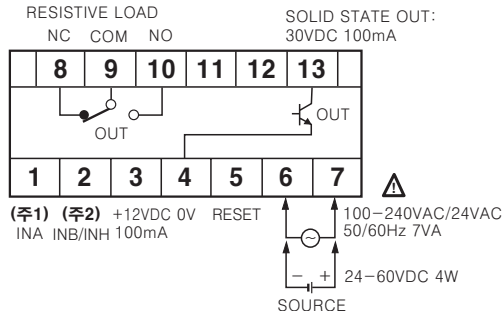 RESISTIVE LOAD
SOLID STATE OUT:
30VDC 100mA
NC COM NO
8 9 10 11 12 13
OUT
OUT
1 2 3 4 5 6 7
(주1) (주2) +12VDC 0V RESET
INA INB/INH 100mA
100-240VAC/24VAC
50/60Hz 7VA
- + 24-60VDC 4W
SOURCE